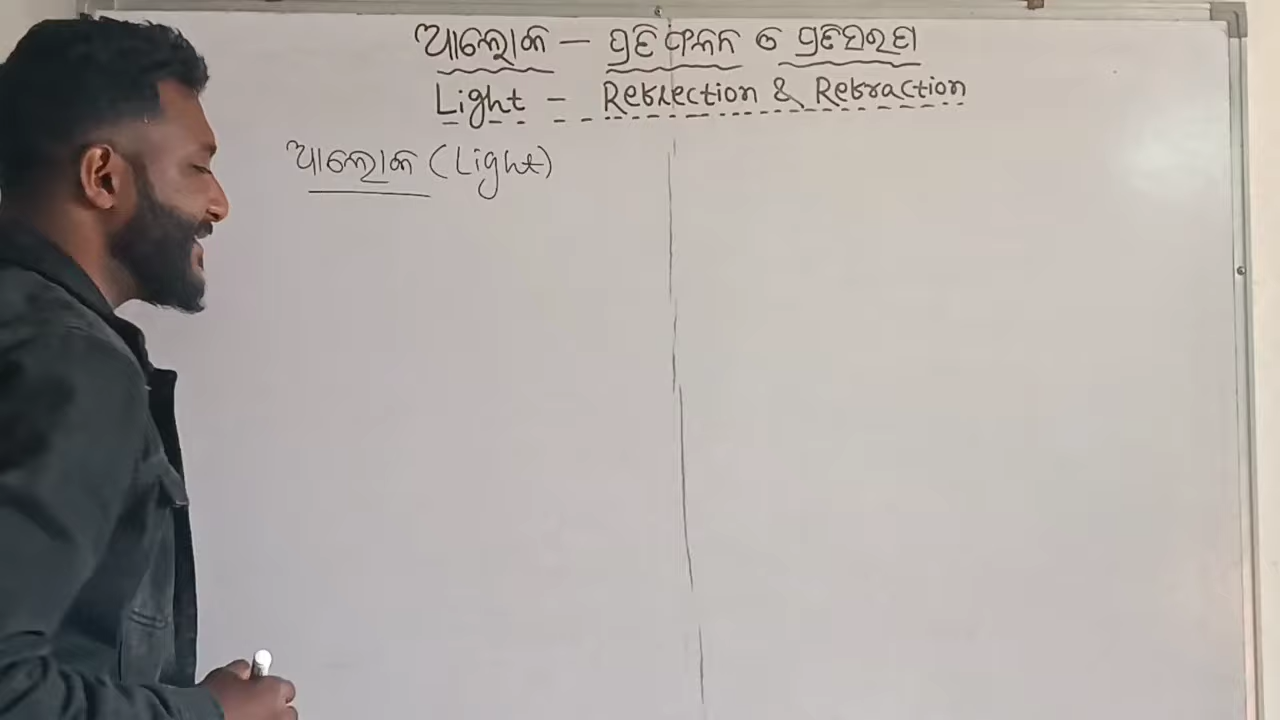 ଆଲୋକ — ପ୍ରତିଫଳନ ଓ ପ୍ରତିସରଣ
Light - Reflection & Refraction
ଆଲୋକ (Light)